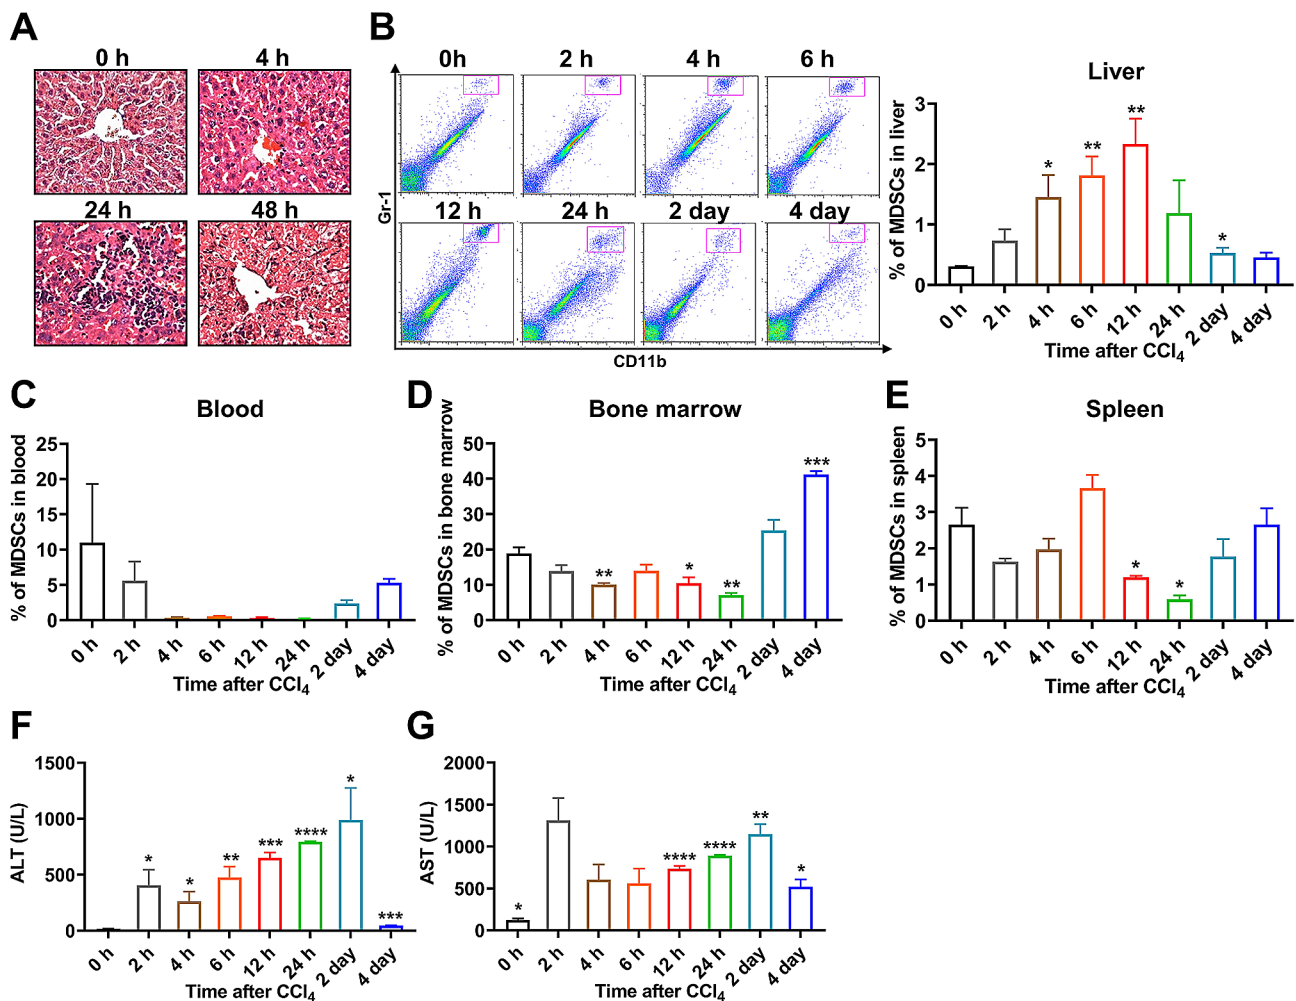 A
0 h
4 h
24 h
48 h
B
0h
2 h
4 h
6 h
12 h
24 h
2 day
4 day
Gr-1
CD11b
Liver
% of MDSCs in liver
3
2
1
0
*
**
**
*
0 h
2 h
4 h
6 h
12 h
24 h
2 day
4 day
Time after CCl4
C
Blood
% of MDSCs in blood
25
20
15
10
5
0
0 h
2 h
4 h
6 h
12 h
24 h
2 day
4 day
Time after CCl4
D
Bone marrow
% of MDSCs in bone marrow
50
40
30
20
10
0
**
*
**
***
0 h
2 h
4 h
6 h
12 h
24 h
2 day
4 day
Time after CCl4
E
Spleen
% of MDSCs in spleen
5
4
3
2
1
0
*
*
0 h
2 h
4 h
6 h
12 h
24 h
2 day
4 day
Time after CCl4
F
ALT (U/L)
1500
1000
500
0
*
*
**
***
****
*
***
0 h
2 h
4 h
6 h
12 h
24 h
2 day
4 day
Time after CCl4
G
AST (U/L)
2000
1500
1000
500
0
*
****
****
**
*
0 h
2 h
4 h
6 h
12 h
24 h
2 day
4 day
Time after CCl4